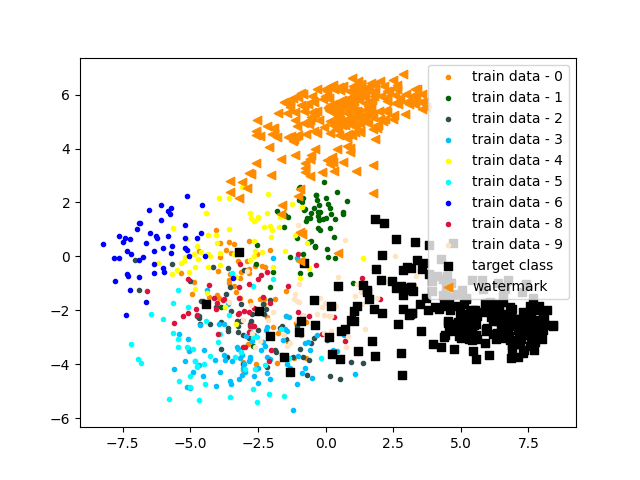 train data - 0
train data - 1
train data - 2
train data - 3
train data - 4
train data - 5
train data - 6
train data - 8
train data - 9
target class
watermark
6
4
2
0
−2
−4
−6
−7.5 −5.0 −2.5 0.0 2.5 5.0 7.5